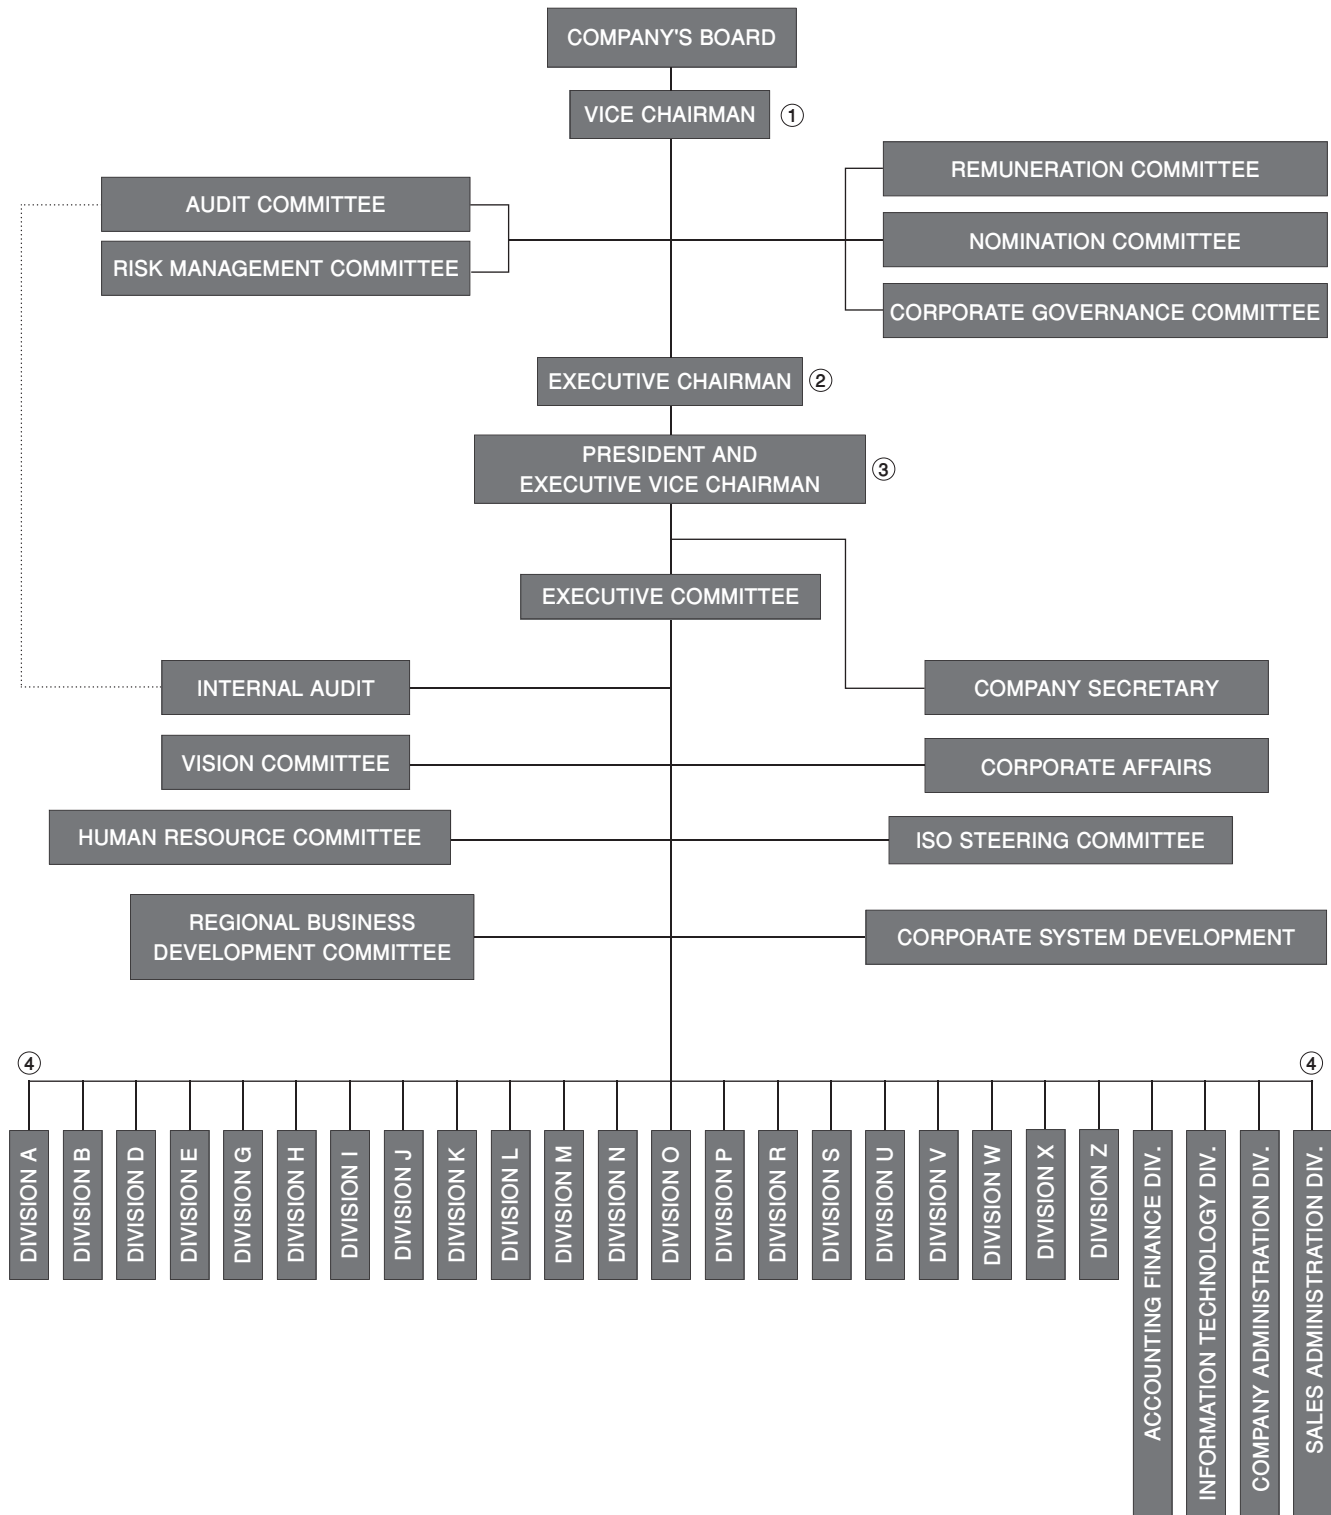 COMPANY'S BOARD
VICE CHAIRMAN
1
REMUNERATION COMMITTEE
AUDIT COMMITTEE
NOMINATION COMMITTEE
RISK MANAGEMENT COMMITTEE
CORPORATE GOVERNANCE COMMITTEE
EXECUTIVE CHAIRMAN
2
PRESIDENT AND
EXECUTIVE VICE CHAIRMAN
3
EXECUTIVE COMMITTEE
INTERNAL AUDIT
COMPANY SECRETARY
VISION COMMITTEE
CORPORATE AFFAIRS
HUMAN RESOURCE COMMITTEE
ISO STEERING COMMITTEE
REGIONAL BUSINESS
DEVELOPMENT COMMITTEE
CORPORATE SYSTEM DEVELOPMENT
4
4
DIVISION A
DIVISION B
DIVISION D
DIVISION E
DIVISION G
DIVISION H
DIVISION I
DIVISION J
DIVISION K
DIVISION L
DIVISION M
DIVISION N
DIVISION O
DIVISION P
DIVISION R
DIVISION S
DIVISION U
DIVISION V
DIVISION W
DIVISION X
DIVISION Z
ACCOUNTING FINANCE DIV.
INFORMATION TECHNOLOGY DIV.
COMPANY ADMINISTRATION DIV.
SALES ADMINISTRATION DIV.